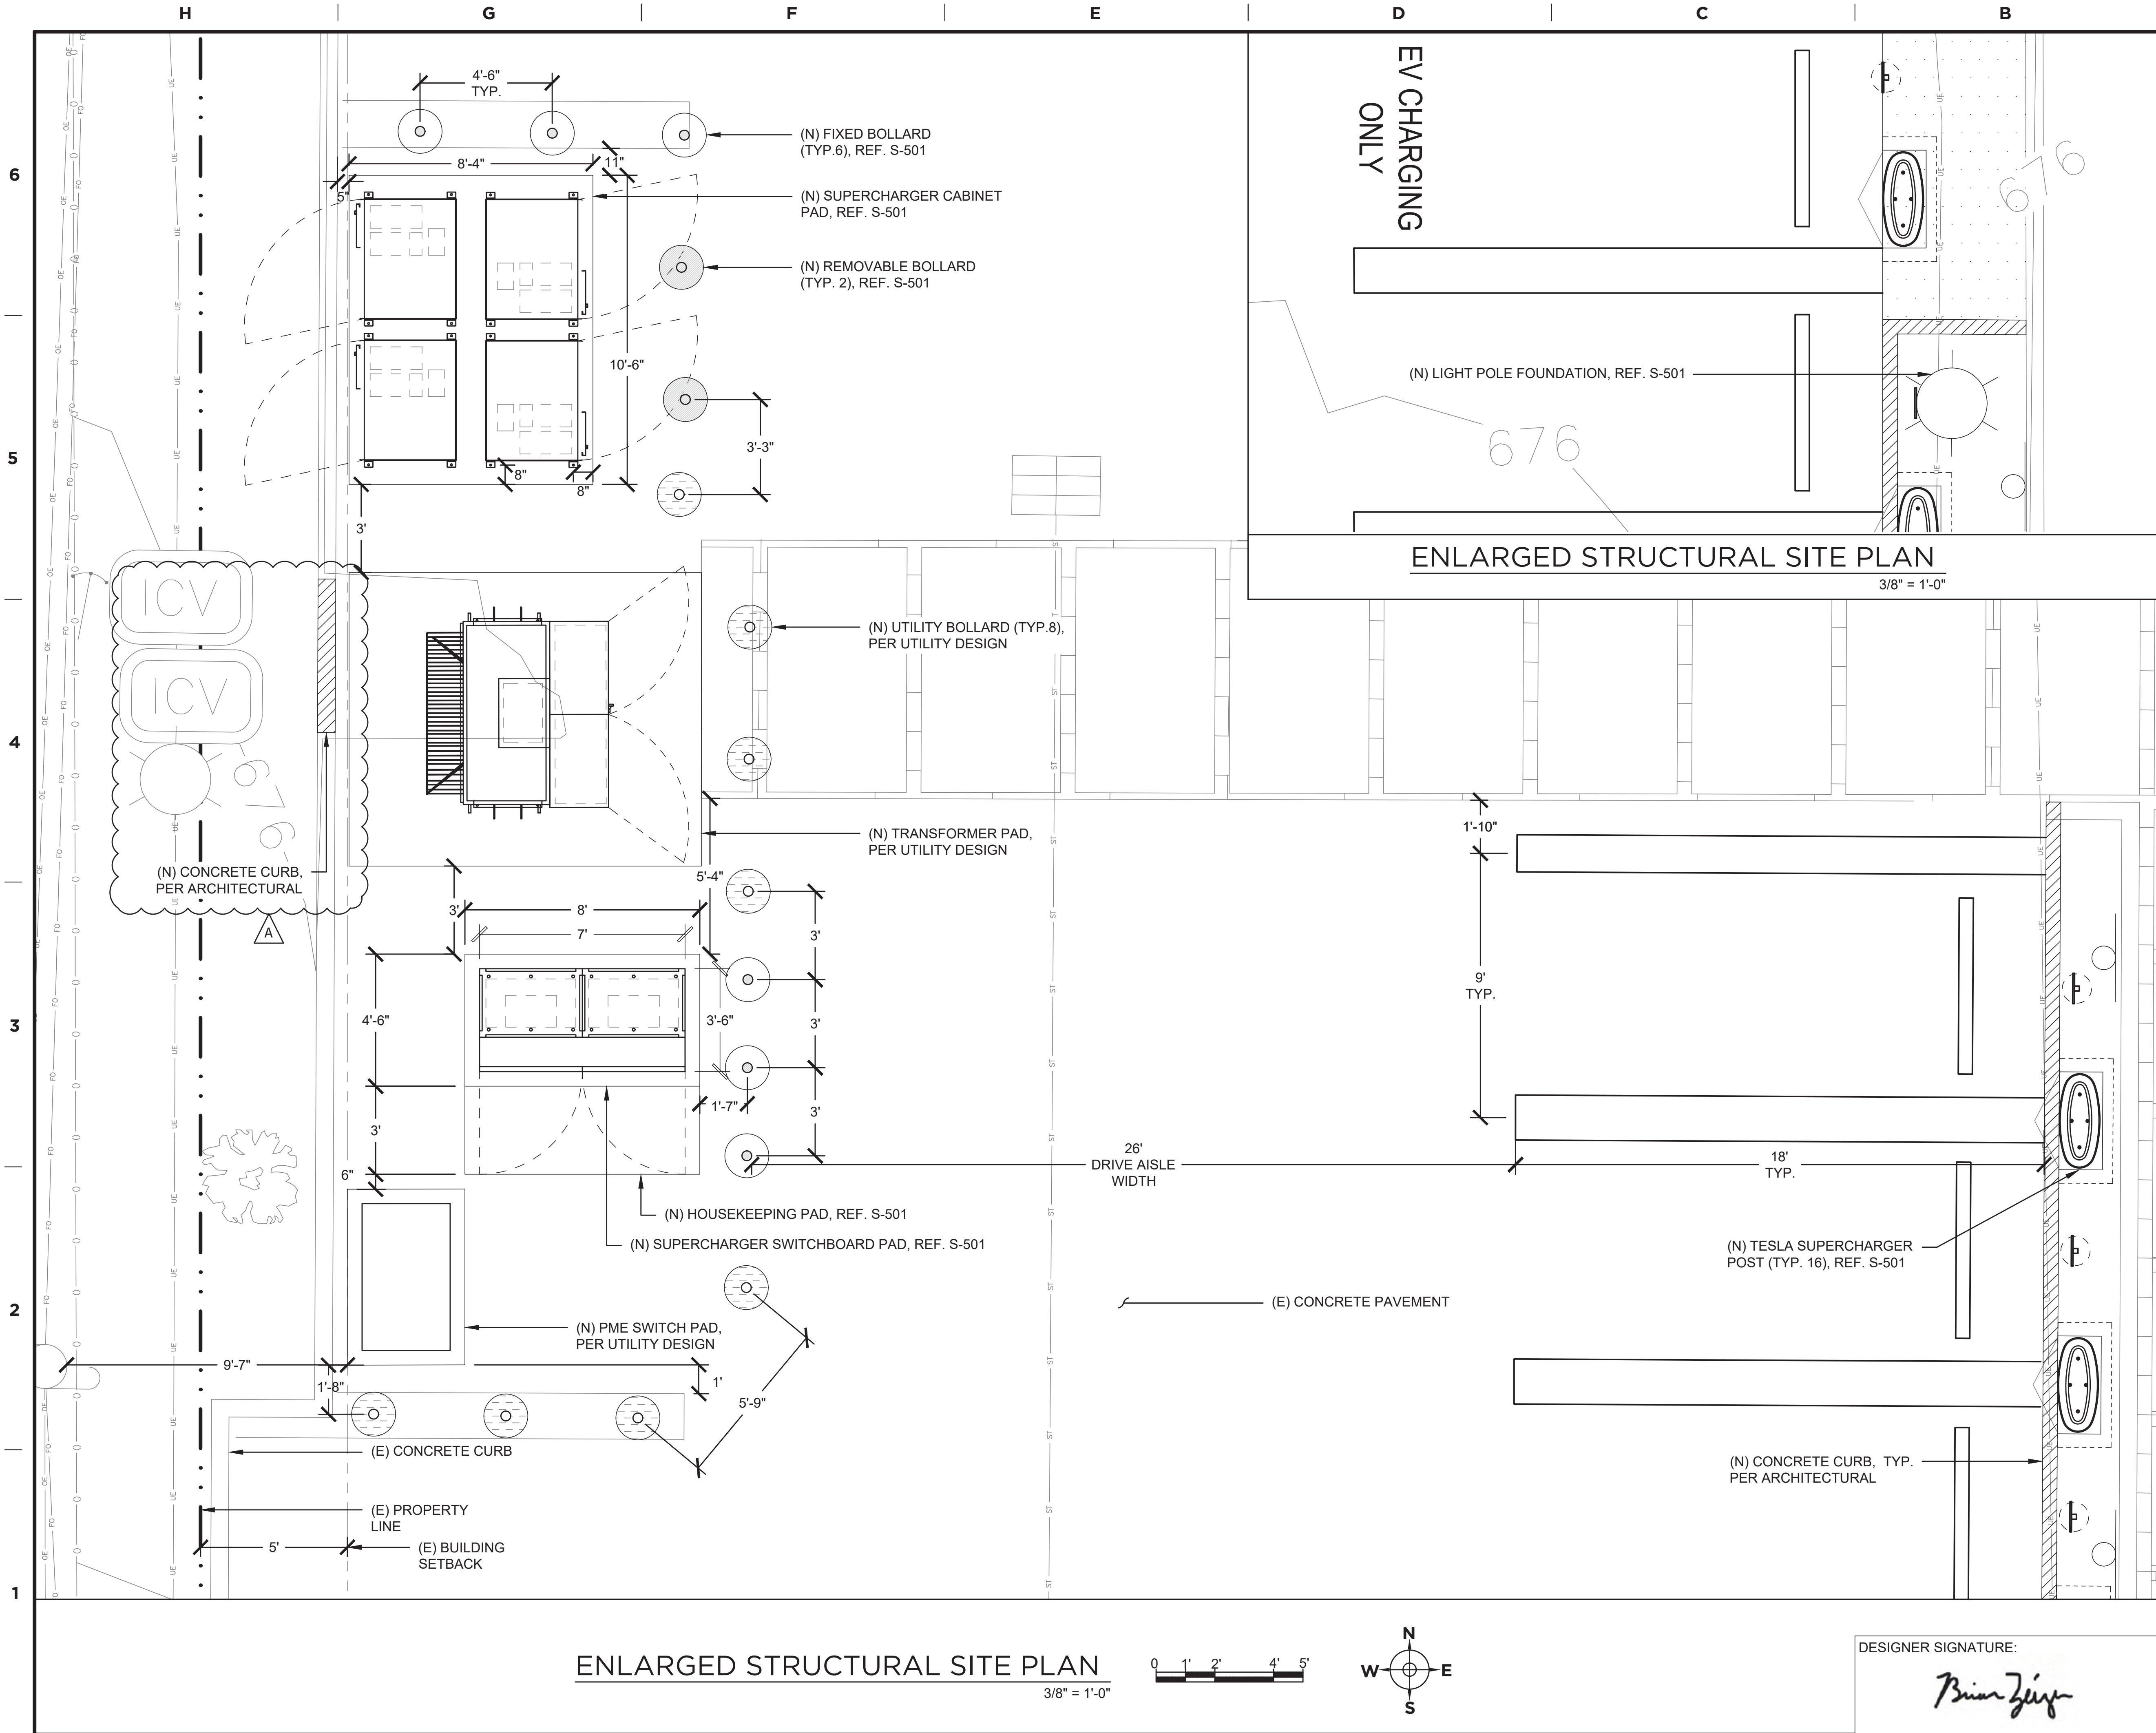 H G F E D C B
6
5
4
3
2
1
4'-6"
TYP.
(N) FIXED BOLLARD
(TYP.6), REF. S-501
8'-4"
11"
5"
(N) SUPERCHARGER CABINET
PAD, REF. S-501
(N) REMOVABLE BOLLARD
(TYP. 2), REF. S-501
10'-6"
3'-3"
8"
8"
3'
EV CHARGING
ONLY
676
(N) LIGHT POLE FOUNDATION, REF. S-501
676
ENLARGED STRUCTURAL SITE PLAN
3/8" = 1'-0"
ICV
ICV
676
(N) UTILITY BOLLARD (TYP.8),
PER UTILITY DESIGN
(N) TRANSFORMER PAD,
PER UTILITY DESIGN
(N) CONCRETE CURB,
PER ARCHITECTURAL
A
5'-4"
3'
8'
7'
3'
4'-6"
3'-6"
3'
1'-7"
3'
3'
6"
1'-10"
9'
TYP.
26'
DRIVE AISLE
WIDTH
18'
TYP.
(N) HOUSEKEEPING PAD, REF. S-501
(N) SUPERCHARGER SWITCHBOARD PAD, REF. S-501
(N) TESLA SUPERCHARGER
POST (TYP. 16), REF. S-501
(E) CONCRETE PAVEMENT
(N) PME SWITCH PAD,
PER UTILITY DESIGN
9'-7"
1'-8"
1'
5'-9"
(E) CONCRETE CURB
(N) CONCRETE CURB, TYP.
PER ARCHITECTURAL
(E) PROPERTY
LINE
5'
(E) BUILDING
SETBACK
OE
FO
UE
ST
ENLARGED STRUCTURAL SITE PLAN
3/8" = 1'-0"
0 1' 2' 4' 5'
N
W E
S
DESIGNER SIGNATURE: